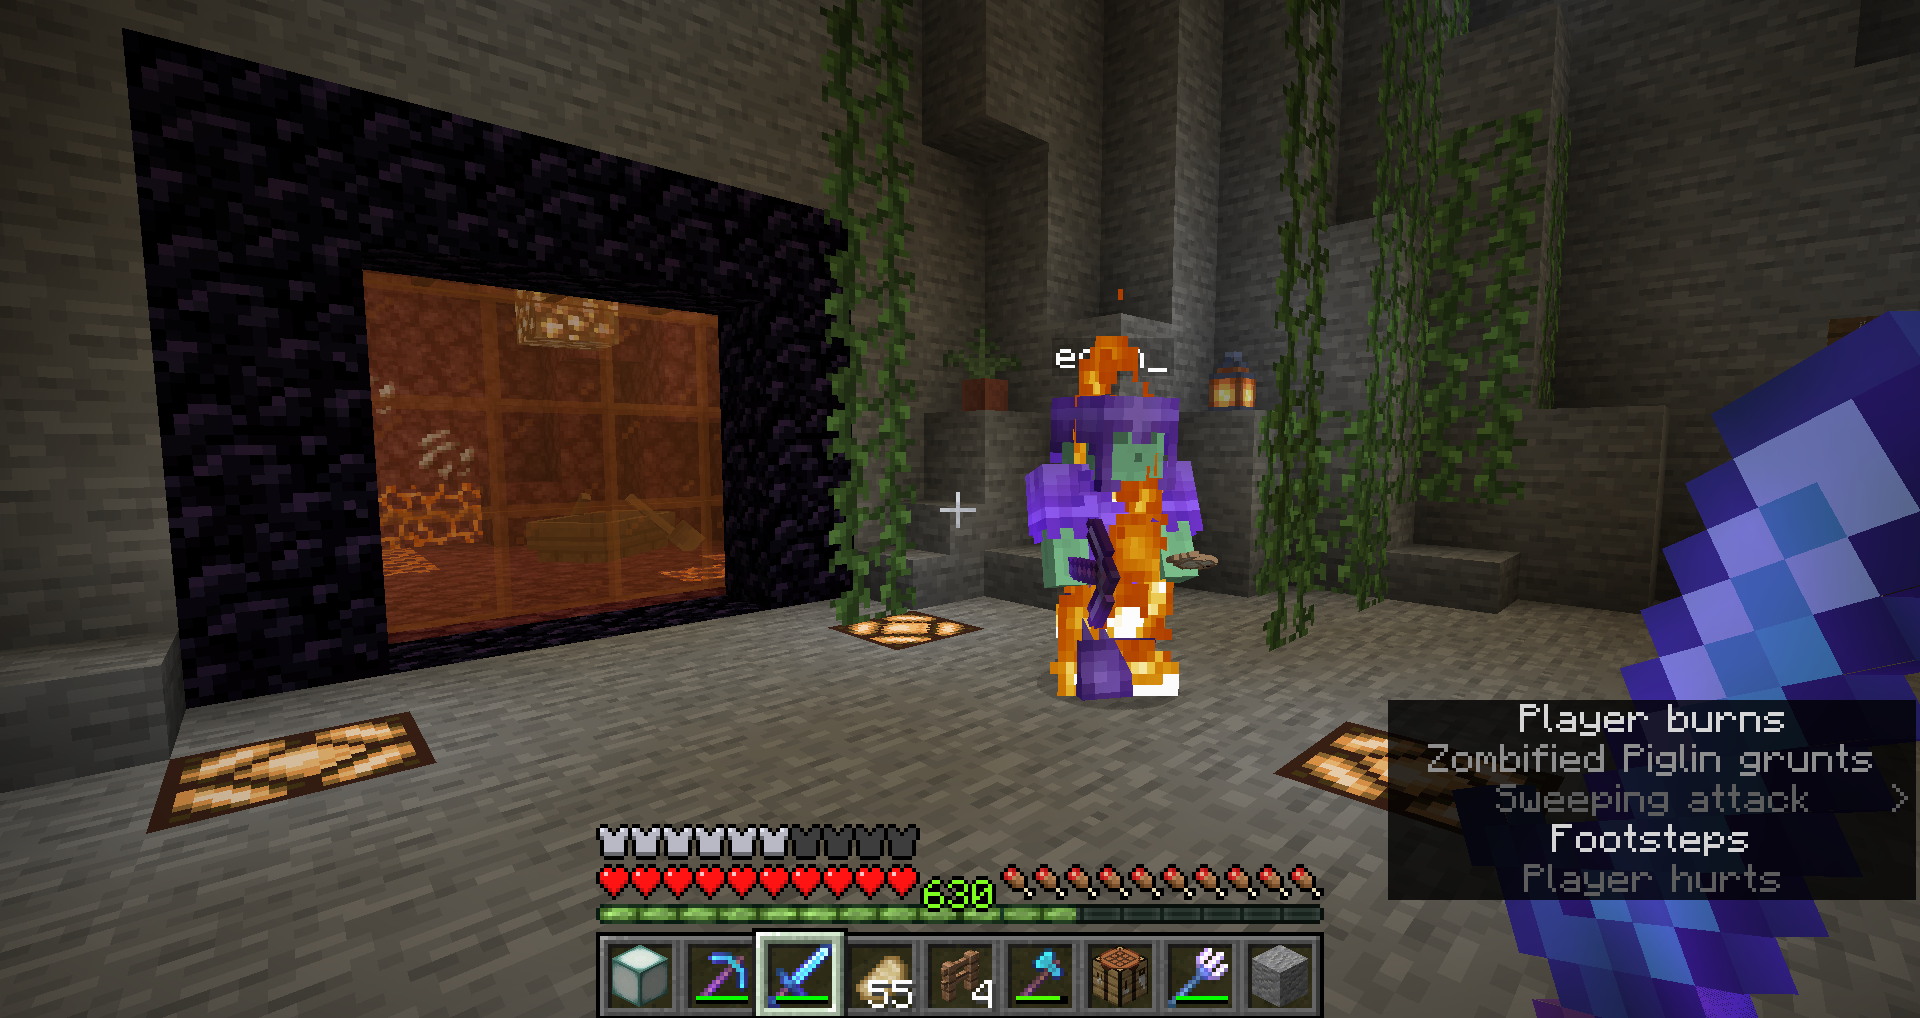 630
55
4
Player burns
Zombified Piglin grunts
Sweeping attack >
Footsteps
Player hurts